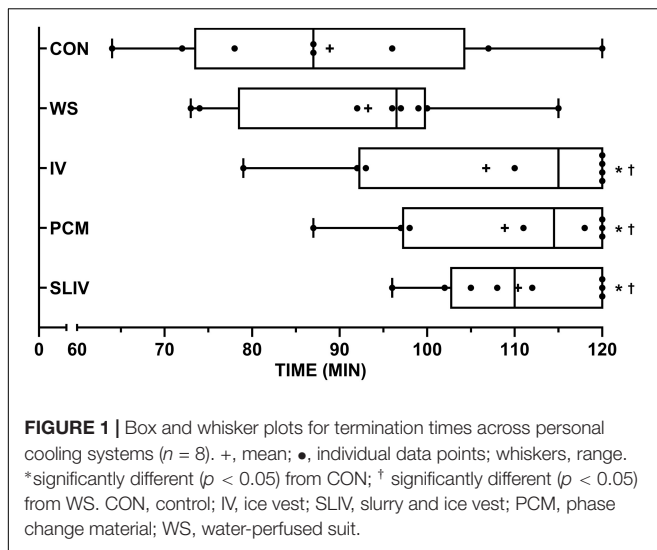 CON
WS
IV * †
PCM * †
SLIV * †
0 60 70 80 90 100 110 120
TIME (MIN)
FIGURE 1 | Box and whisker plots for termination times across personal
cooling systems (n = 8). +, mean; ●, individual data points; whiskers, range.
*significantly different (p < 0.05) from CON; † significantly different (p < 0.05)
from WS. CON, control; IV, ice vest; SLIV, slurry and ice vest; PCM, phase
change material; WS, water-perfused suit.